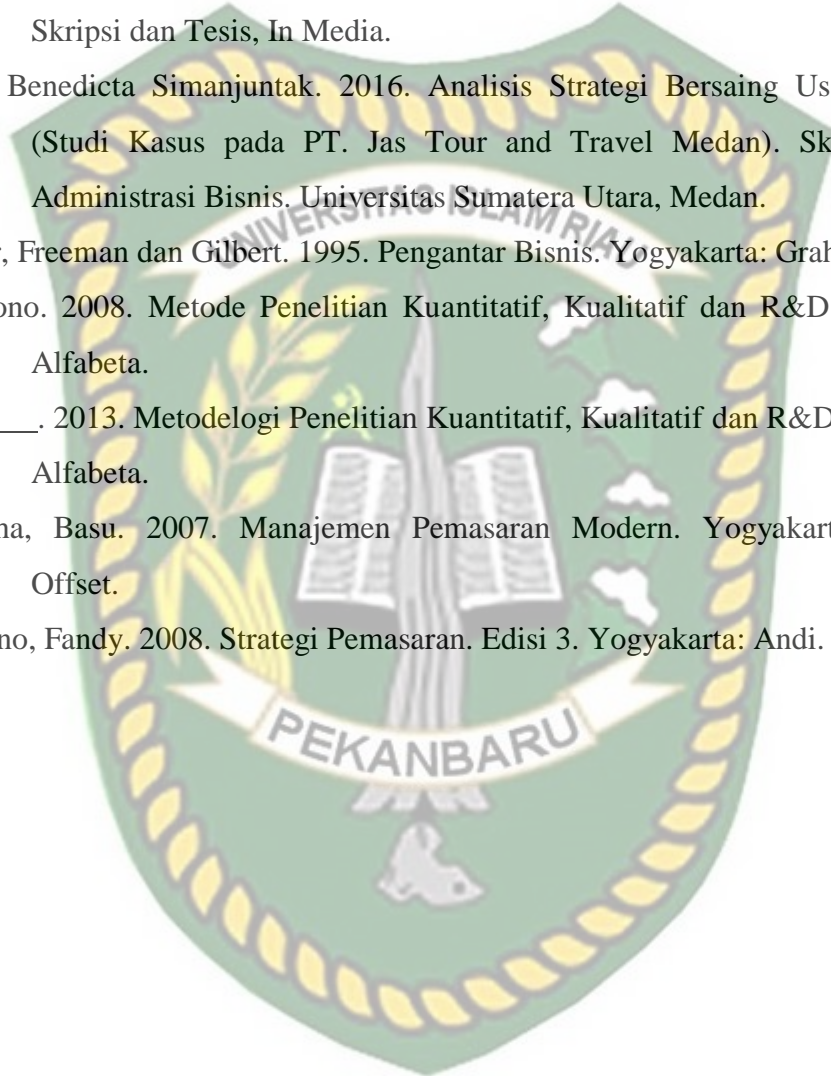 Skripsi dan Tesis, In Media.
Benedicta Simanjuntak. 2016. Analisis Strategi Bersaing Us
(Studi Kasus pada PT. Jas Tour and Travel Medan). Sk
Administrasi Bisnis. Universitas Sumatera Utara, Medan.
, Freeman dan Gilbert. 1995. Pengantar Bisnis. Yogyakarta: Grah
ono. 2008. Metode Penelitian Kuantitatif, Kualitatif dan R&D
Alfabeta.
___. 2013. Metodelogi Penelitian Kuantitatif, Kualitatif dan R&D
Alfabeta.
na, Basu. 2007. Manajemen Pemasaran Modern. Yogyakart
Offset.
no, Fandy. 2008. Strategi Pemasaran. Edisi 3. Yogyakarta: Andi.
UNIVERSITAS ISLAM RIAU
PEKANBARU